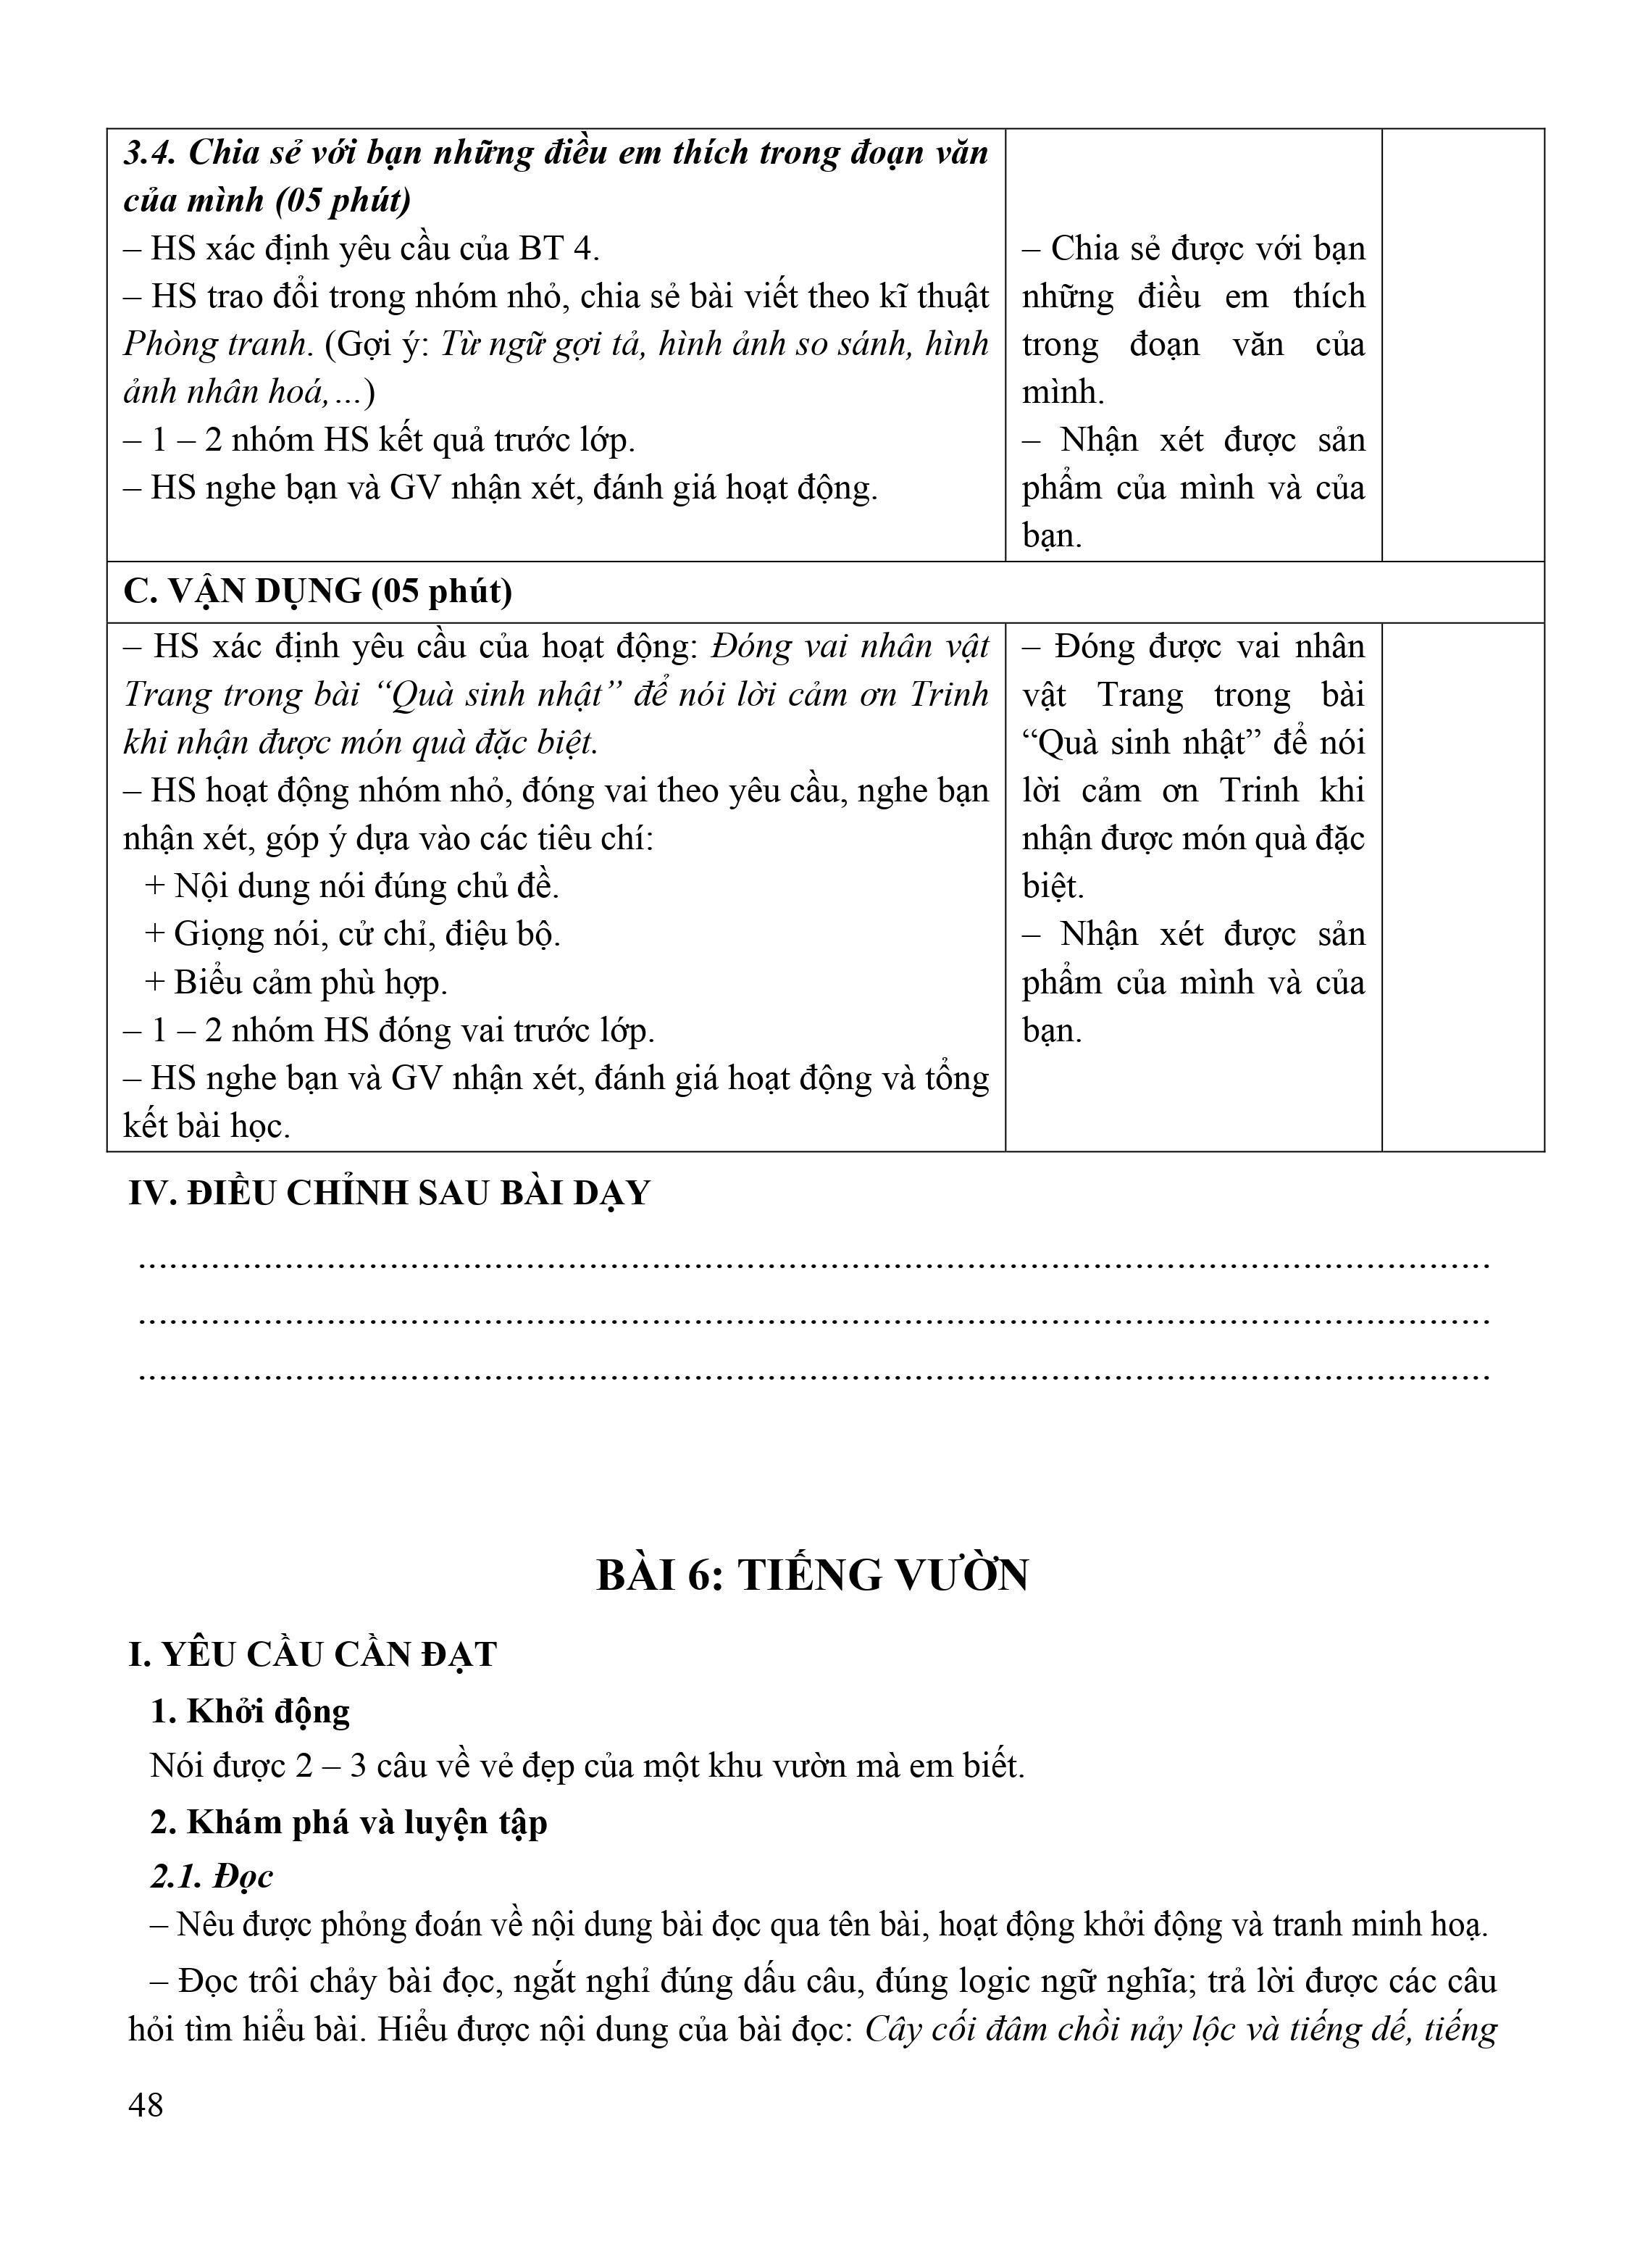 3.4. Chia sẻ với bạn những điều em thích trong đoạn văn
của mình (05 phút)
– HS xác định yêu cầu của BT 4.
– HS trao đổi trong nhóm nhỏ, chia sẻ bài viết theo kĩ thuật
Phòng tranh. (Gợi ý: Từ ngữ gợi tả, hình ảnh so sánh, hình
ảnh nhân hoá,…)
– 1 – 2 nhóm HS kết quả trước lớp.
– HS nghe bạn và GV nhận xét, đánh giá hoạt động.
– Chia sẻ được với bạn
những điều em thích
trong đoạn văn của
mình.
– Nhận xét được sản
phẩm của mình và của
bạn.
C. VẬN DỤNG (05 phút)
– HS xác định yêu cầu của hoạt động: Đóng vai nhân vật
Trang trong bài “Quà sinh nhật” để nói lời cảm ơn Trinh
khi nhận được món quà đặc biệt.
– HS hoạt động nhóm nhỏ, đóng vai theo yêu cầu, nghe bạn
nhận xét, góp ý dựa vào các tiêu chí:
+ Nội dung nói đúng chủ đề.
+ Giọng nói, cử chỉ, điệu bộ.
+ Biểu cảm phù hợp.
– 1 – 2 nhóm HS đóng vai trước lớp.
– HS nghe bạn và GV nhận xét, đánh giá hoạt động và tổng
kết bài học.
– Đóng được vai nhân
vật Trang trong bài
“Quà sinh nhật” để nói
lời cảm ơn Trinh khi
nhận được món quà đặc
biệt.
– Nhận xét được sản
phẩm của mình và của
bạn.
IV. ĐIỀU CHỈNH SAU BÀI DẠY
BÀI 6: TIẾNG VƯỜN
I. YÊU CẦU CẦN ĐẠT
1. Khởi động
Nói được 2 – 3 câu về vẻ đẹp của một khu vườn mà em biết.
2. Khám phá và luyện tập
2.1. Đọc
– Nêu được phỏng đoán về nội dung bài đọc qua tên bài, hoạt động khởi động và tranh minh hoạ.
– Đọc trôi chảy bài đọc, ngắt nghỉ đúng dấu câu, đúng logic ngữ nghĩa; trả lời được các câu
hỏi tìm hiểu bài. Hiểu được nội dung của bài đọc: Cây cối đâm chồi nảy lộc và tiếng dế, tiếng
48